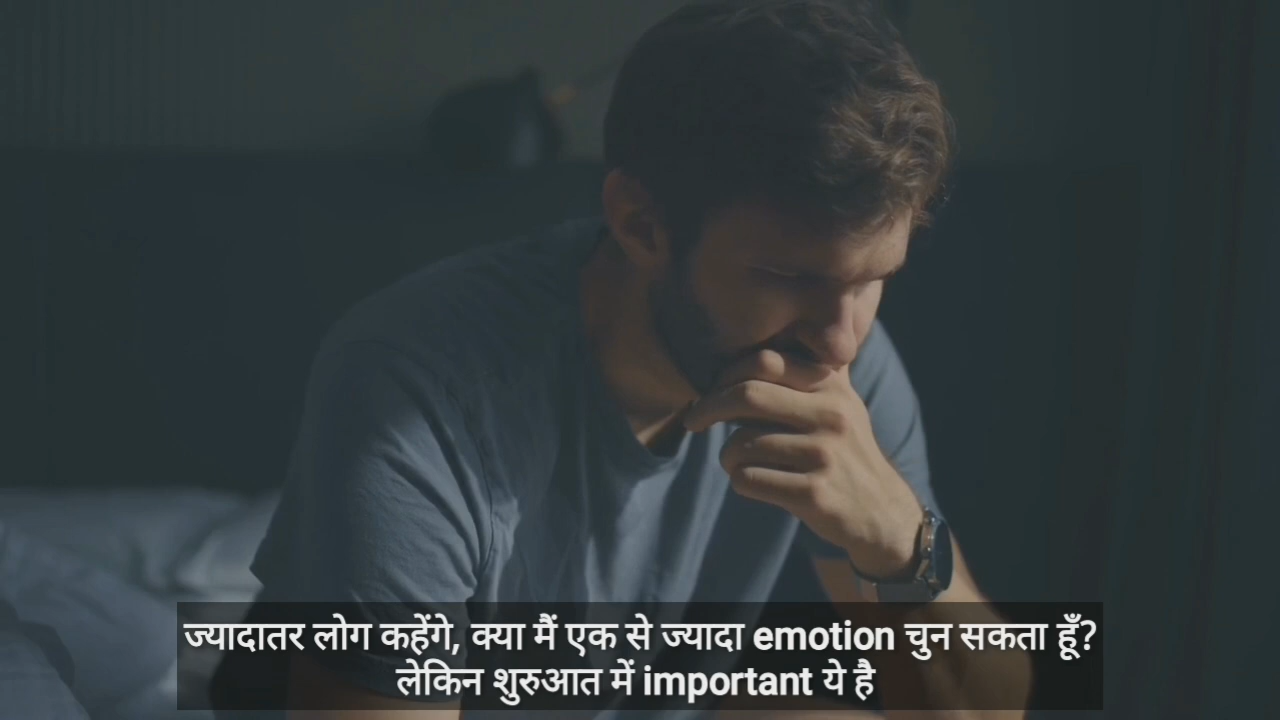 ज्यादातर लोग कहेंगे, क्या मैं एक से ज्यादा emotion चुन सकता हूँ?
लेकिन शुरुआत में important ये है